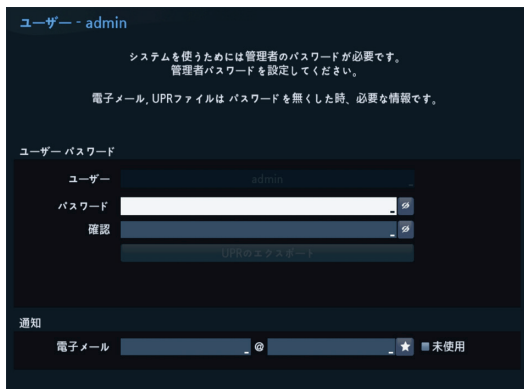 ユーザー - admin
システムを使うためには管理者のパスワードが必要です。
管理者パスワードを設定してください。
電子メール, UPRファイルは パスワードを無くした時、必要な情報です。
ユーザー パスワード
ユーザー admin
パスワード
確認
UPRのエクスポート
通知
電子メール @ 未使用